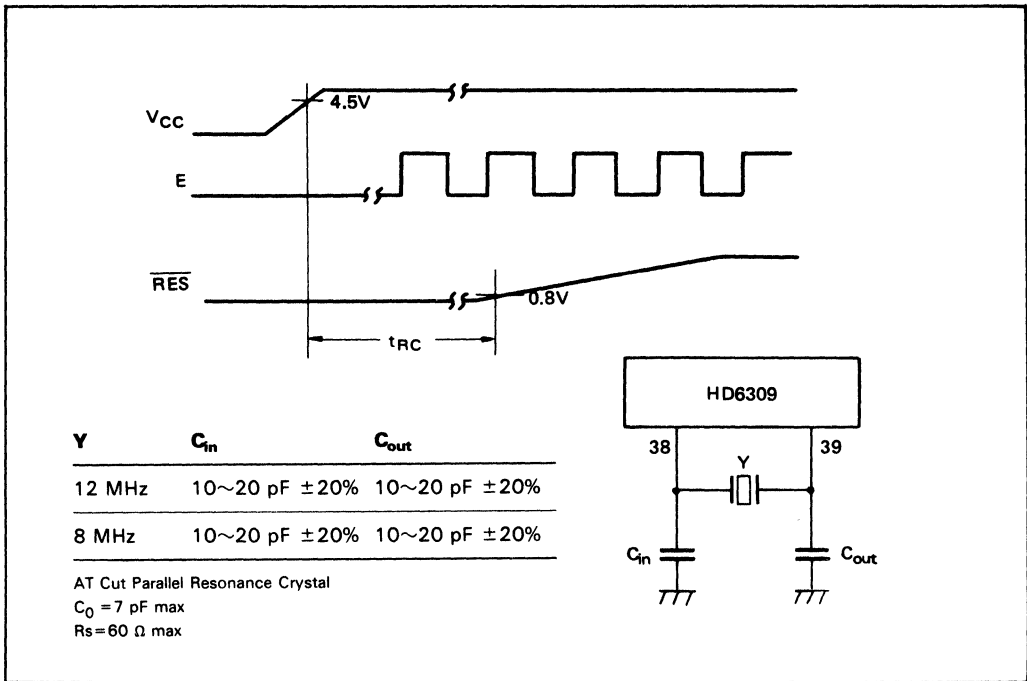 4.5V
VCC
E
RES
0.8V
tRC
HD6309
38
39
Y
Cin
Cout
Y Cin Cout
12 MHz 10~20 pF ±20% 10~20 pF ±20%
8 MHz 10~20 pF ±20% 10~20 pF ±20%
AT Cut Parallel Resonance Crystal
C0 = 7 pF max
Rs=60 Ω max